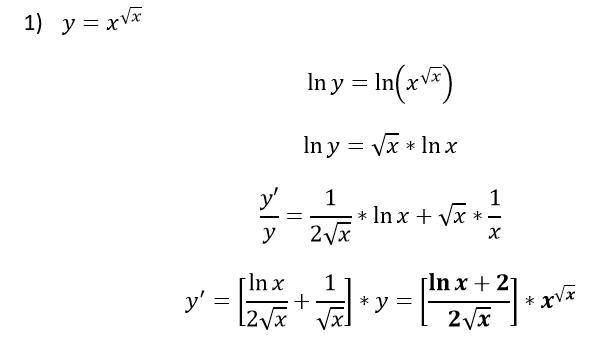 1) y = x^√x
ln y = ln(x^√x)
ln y = √x * ln x
y'/y = 1/(2√x) * ln x + √x * 1/x
y' = [ln x/(2√x) + 1/√x] * y = [(ln x + 2)/(2√x)] * x^√x